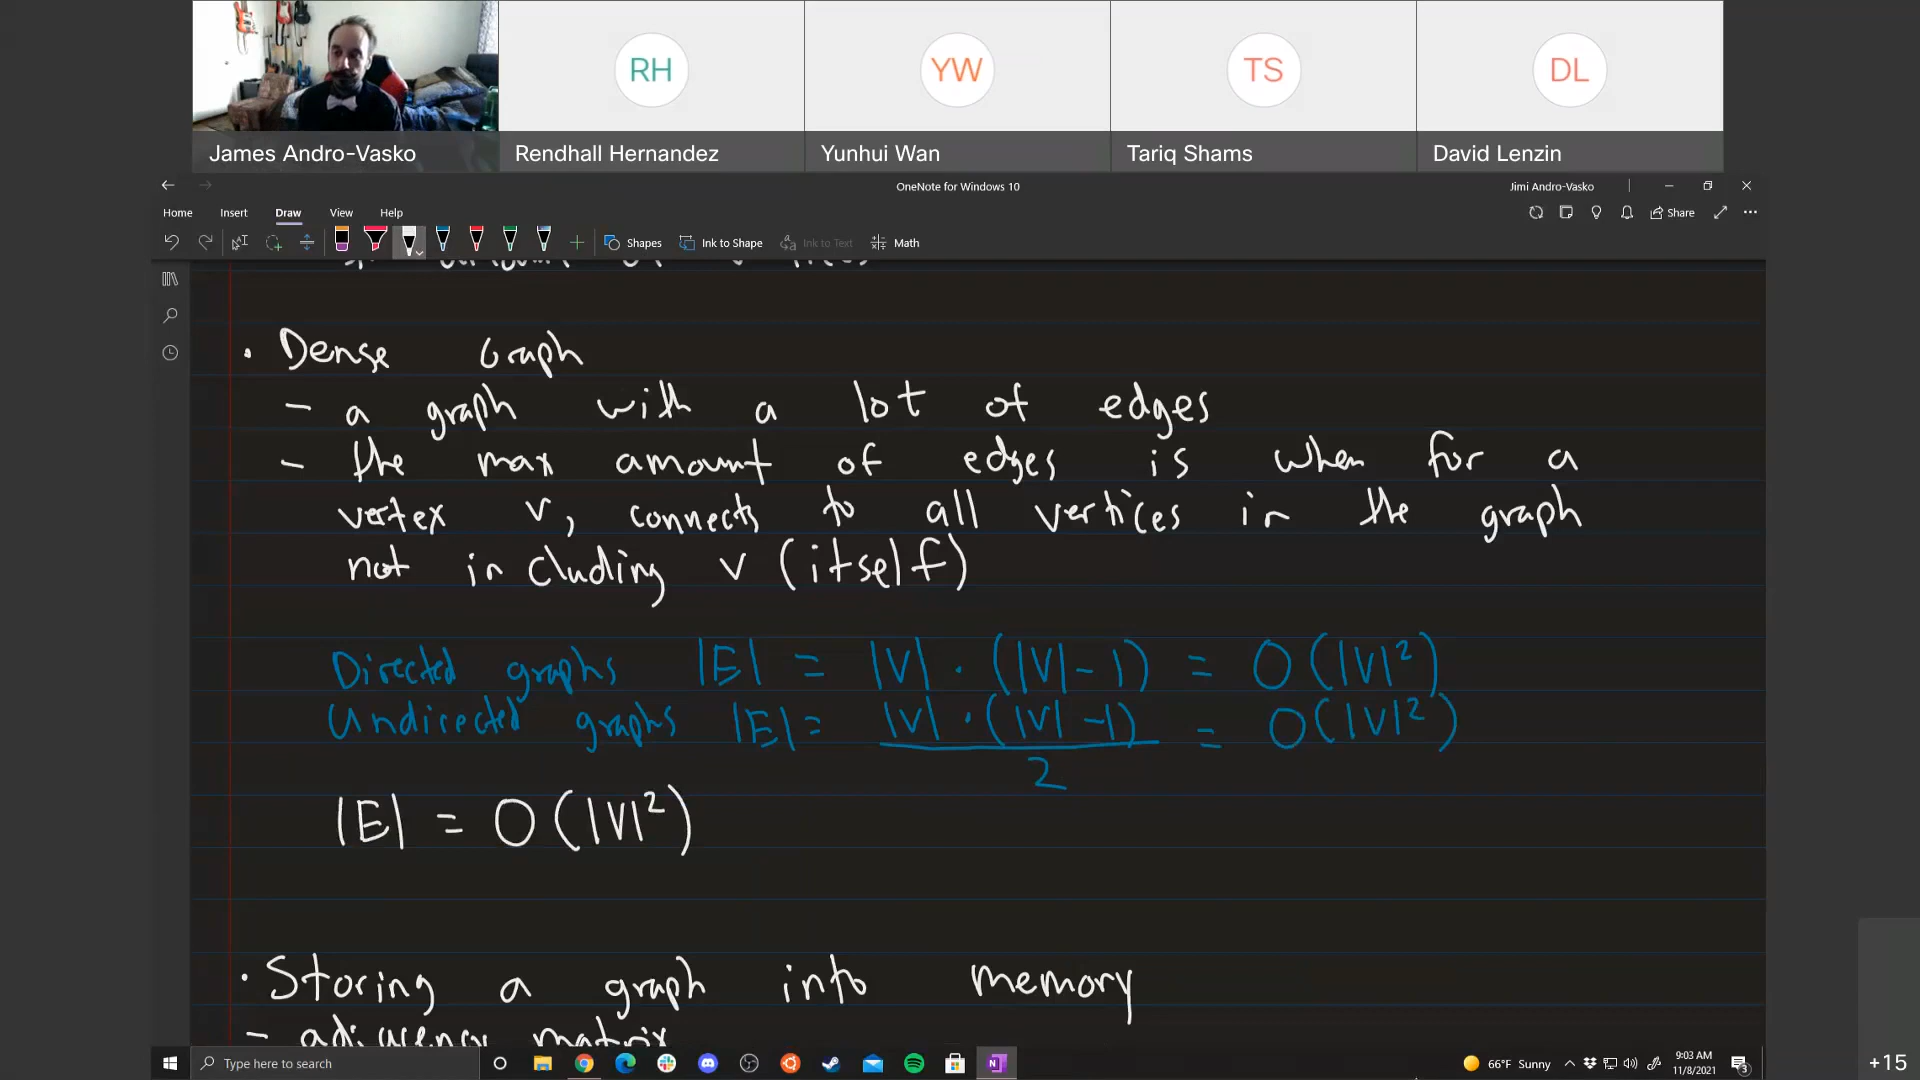 RH
YW
TS
DL
James Andro-Vasko
Rendhall Hernandez
Yunhui Wan
Tariq Shams
David Lenzin
OneNote for Windows 10
Jimi Andro-Vasko
Home Insert Draw View Help
Share
Shapes
Ink to Shape
Ink to Text
Math
• Dense Graph
- a graph with a lot of edges
- the max amount of edges is when for a
vertex v, connects to all vertices in the graph
not including v (itself)
Directed graphs |E| = |V| · (|V| - 1) = O(|V|²)
Undirected graphs |E| = |V| · (|V| - 1) = O(|V|²)
2
|E| = O(|V|²)
• Storing a graph into memory
- adjacency matrix
Type here to search
66°F Sunny
9:03 AM
11/8/2021
3
+15